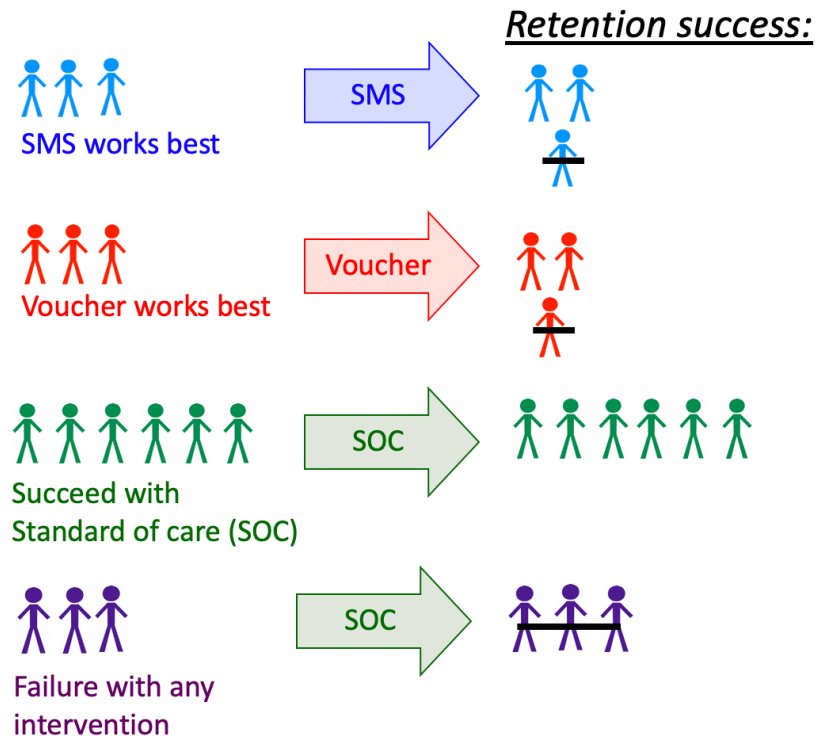 Retention success:
SMS
SMS works best
Voucher
Voucher works best
SOC
Succeed with
Standard of care (SOC)
SOC
Failure with any
intervention